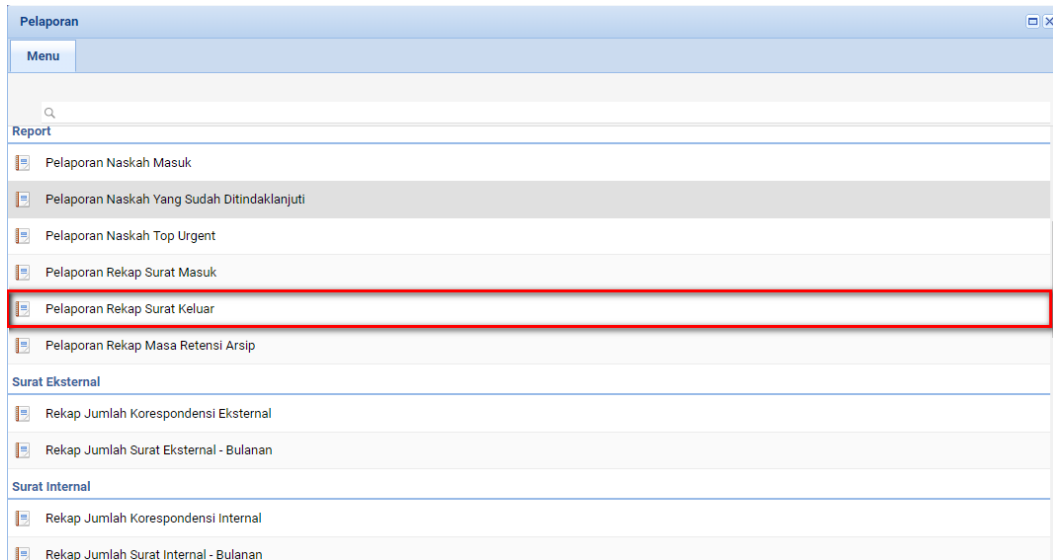 Pelaporan
Menu
Report
Pelaporan Naskah Masuk
Pelaporan Naskah Yang Sudah Ditindaklanjuti
Pelaporan Naskah Top Urgent
Pelaporan Rekap Surat Masuk
Pelaporan Rekap Surat Keluar
Pelaporan Rekap Masa Retensi Arsip
Surat Eksternal
Rekap Jumlah Korespondensi Eksternal
Rekap Jumlah Surat Eksternal - Bulanan
Surat Internal
Rekap Jumlah Korespondensi Internal
Rekap Jumlah Surat Internal - Bulanan